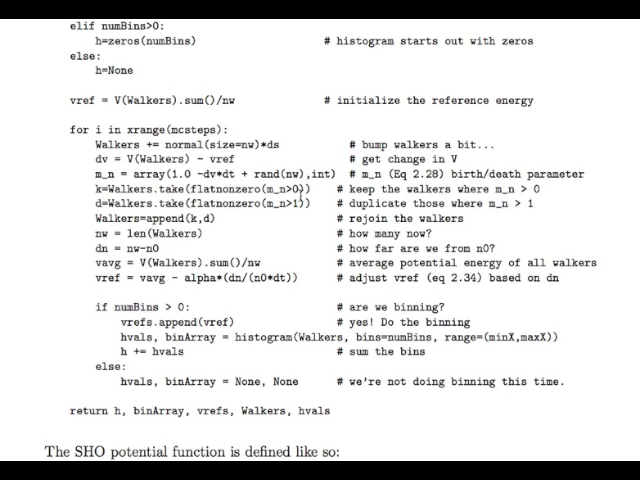 elif numBins>0:
h=zeros(numBins) # histogram starts out with zeros
else:
h=None
vref = V(Walkers).sum()/nw # initialize the reference energy
for i in xrange(mcsteps):
Walkers += normal(size=nw)*ds # bump walkers a bit...
dv = V(Walkers) - vref # get change in V
m_n = array(1.0 -dv*dt + rand(nw),int) # m_n (Eq 2.28) birth/death parameter
k=Walkers.take(flatnonzero(m_n>0)) # keep the walkers where m_n > 0
d=Walkers.take(flatnonzero(m_n>1)) # duplicate those where m_n > 1
Walkers=append(k,d) # rejoin the walkers
nw = len(Walkers) # how many now?
dn = nw-n0 # how far are we from n0?
vavg = V(Walkers).sum()/nw # average potential energy of all walkers
vref = vavg - alpha*(dn/(n0*dt)) # adjust vref (eq 2.34) based on dn
if numBins > 0: # are we binning?
vrefs.append(vref) # yes! Do the binning
hvals, binArray = histogram(Walkers, bins=numBins, range=(minX,maxX))
h += hvals # sum the bins
else:
hvals, binArray = None, None # we're not doing binning this time.
return h, binArray, vrefs, Walkers, hvals
The SHO potential function is defined like so: